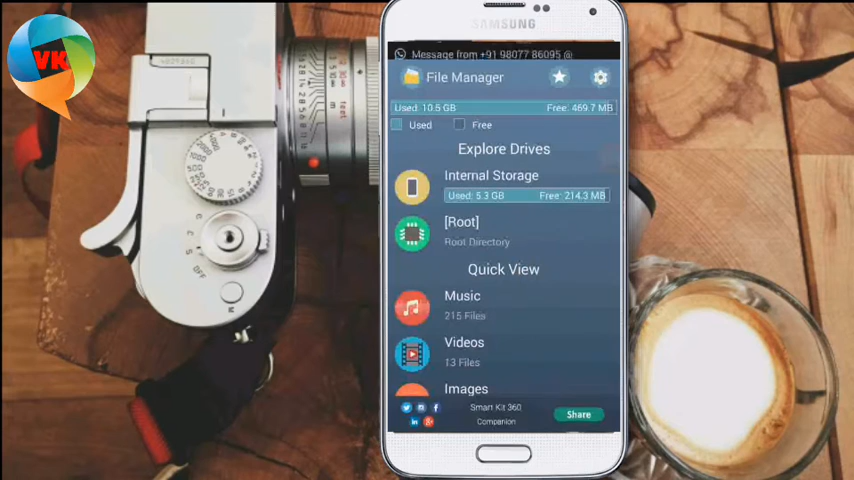 VK
SAMSUNG
Message from +91 98077 86095 @
File Manager
Used: 10.5 GB Free: 469.7 MB
Used Free
Explore Drives
Internal Storage
Used: 5.3 GB Free: 214.3 MB
[Root]
Root Directory
Quick View
Music
215 Files
Videos
13 Files
Images
Smart Kit 360
Companion
Share
OFF
feet
m
M